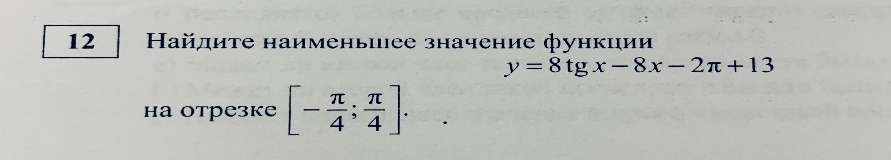 12 Найдите наименьшее значение функции
y = 8 tg x − 8x − 2π + 13
на отрезке [−π/4; π/4].